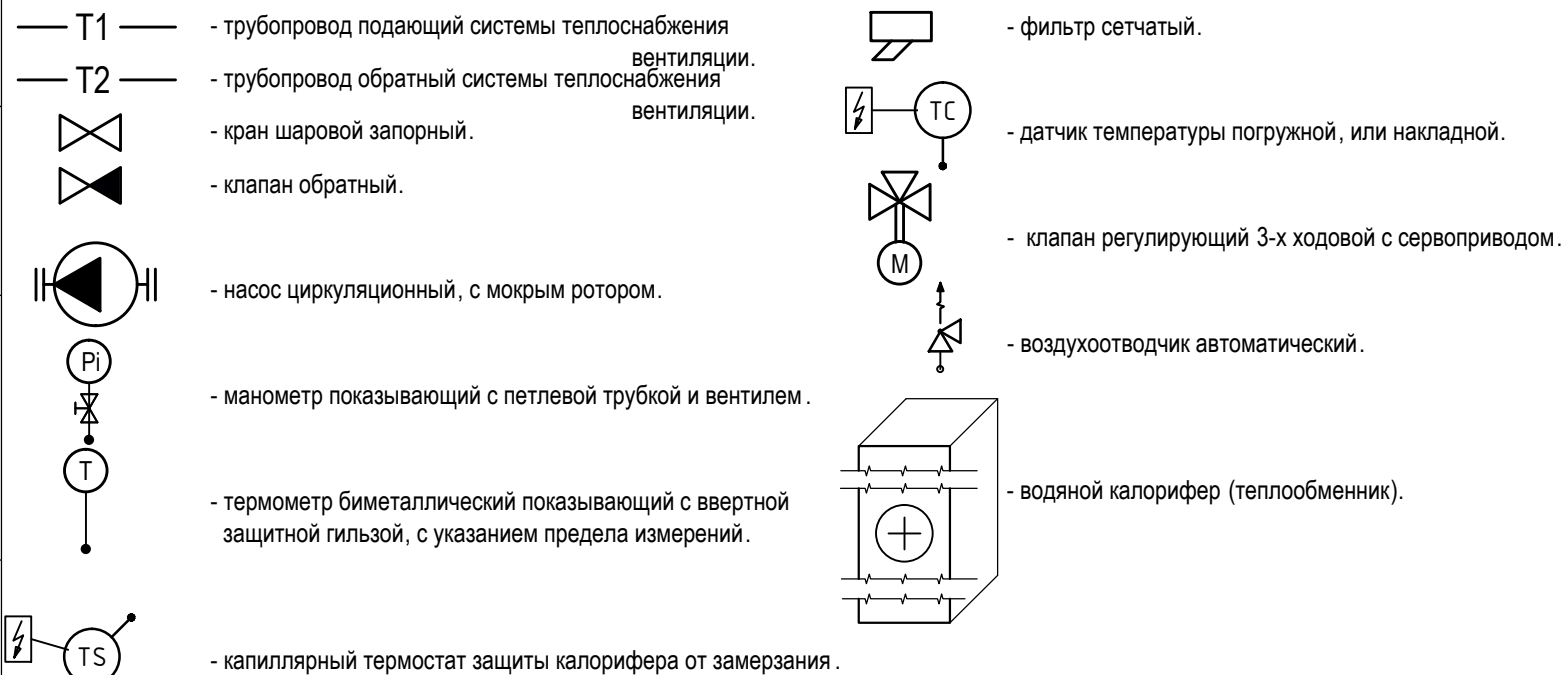 T1
- трубопровод подающий системы теплоснабжения
вентиляции.
T2
- трубопровод обратный системы теплоснабжения
вентиляции.
- кран шаровой запорный.
- клапан обратный.
- насос циркуляционный, с мокрым ротором.
Pi
- манометр показывающий с петлевой трубкой и вентилем.
T
- термометр биметаллический показывающий с ввертной
защитной гильзой, с указанием предела измерений.
TS
- капиллярный термостат защиты калорифера от замерзания.
- фильтр сетчатый.
TC
- датчик температуры погружной, или накладной.
M
- клапан регулирующий 3-х ходовой с сервоприводом.
- воздухоотводчик автоматический.
- водяной калорифер (теплообменник).